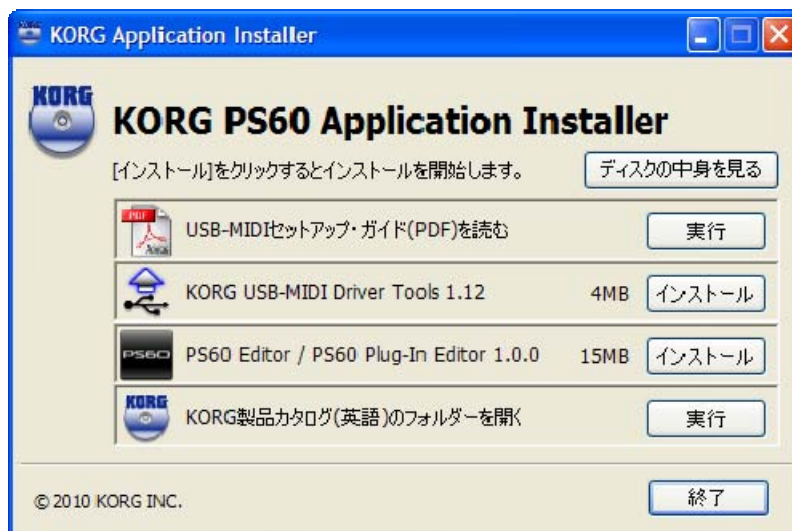 KORG Application Installer
KORG
KORG PS60 Application Installer
[インストール]をクリックするとインストールを開始します。
ディスクの中身を見る
PDF
Adobe
USB-MIDIセットアップ・ガイド(PDF)を読む
実行
KORG USB-MIDI Driver Tools 1.12
4MB
インストール
PS60
PS60 Editor / PS60 Plug-In Editor 1.0.0
15MB
インストール
KORG
KORG製品カタログ(英語)のフォルダーを開く
実行
© 2010 KORG INC.
終了